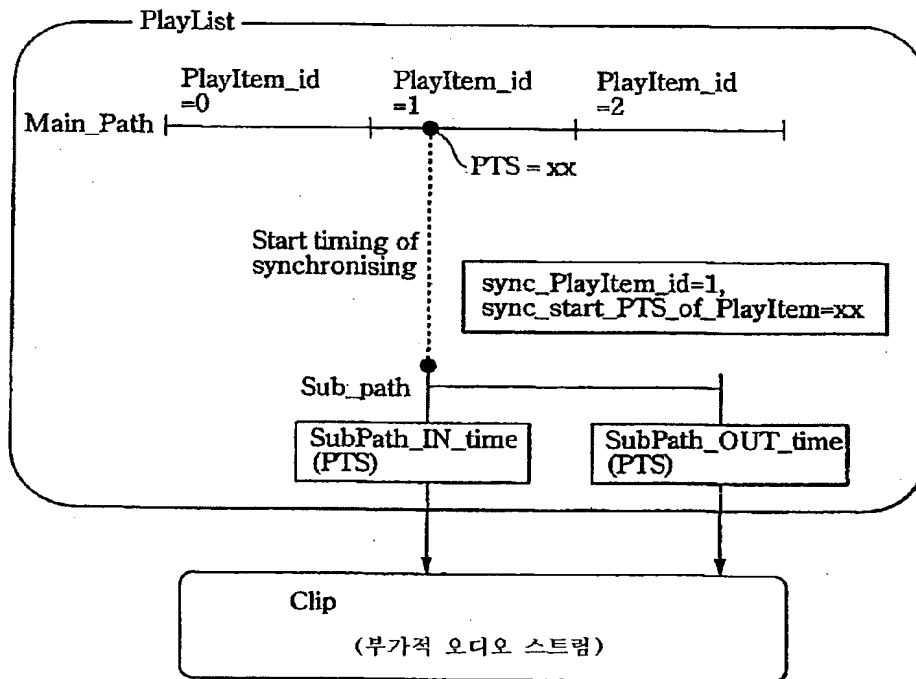 PlayList
PlayItem_id
=0
PlayItem_id
=1
PlayItem_id
=2
Main_Path
PTS = xx
Start timing of
synchronising
sync_PlayItem_id=1,
sync_start_PTS_of_PlayItem=xx
Sub_path
SubPath_IN_time
(PTS)
SubPath_OUT_time
(PTS)
Clip
(부가적 오디오 스트림)